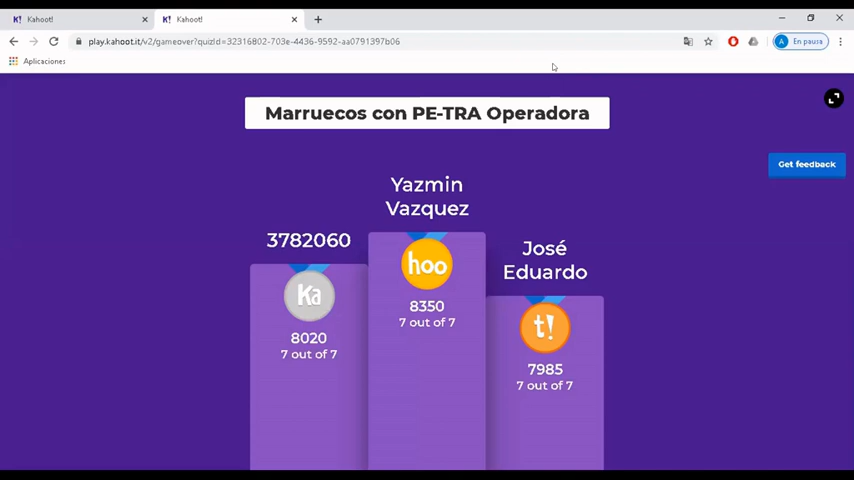 Kahoot!
Kahoot!
play.kahoot.it/v2/gameover?quizId=32316802-703e-4436-9592-aa0791397b06
A
En pausa
Aplicaciones
Marruecos con PE-TRA Operadora
Get feedback
Yazmin
Vazquez
3782060
José
Eduardo
hoo
8350
7 out of 7
Ka
8020
7 out of 7
t!
7985
7 out of 7